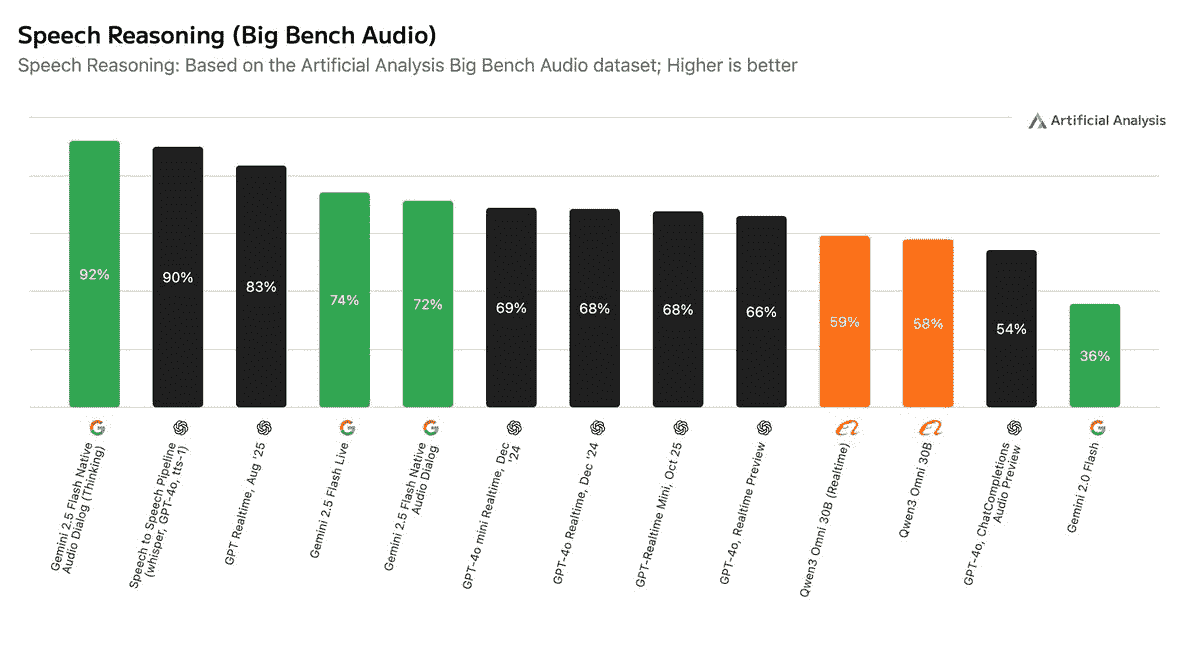 Speech Reasoning (Big Bench Audio)
Speech Reasoning: Based on the Artificial Analysis Big Bench Audio dataset; Higher is better
Artificial Analysis
92%
90%
83%
74%
72%
69%
68%
68%
66%
59%
58%
54%
36%
Gemini 2.5 Flash Native
Audio Dialog (Thinking)
Speech to Speech Pipeline
(whisper, GPT-4o, tts-1)
GPT Realtime, Aug '25
Gemini 2.5 Flash Live
Gemini 2.5 Flash Native
Audio Dialog
GPT-4o mini Realtime, Dec
'24
GPT-4o Realtime, Dec '24
GPT-Realtime Mini, Oct 25
GPT-4o, Realtime Preview
Qwen3 Omni 30B (Realtime)
Qwen3 Omni 30B
GPT-4o, ChatCompletions
Audio Preview
Gemini 2.0 Flash